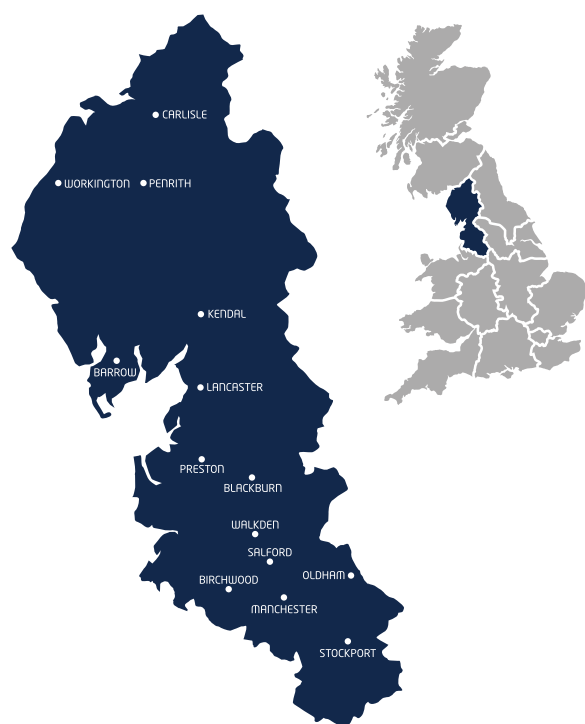 CARLISLE
WORKINGTON
PENRITH
KENDAL
BARROW
LANCASTER
PRESTON
BLACKBURN
WALKDEN
SALFORD
OLDHAM
BIRCHWOOD
MANCHESTER
STOCKPORT